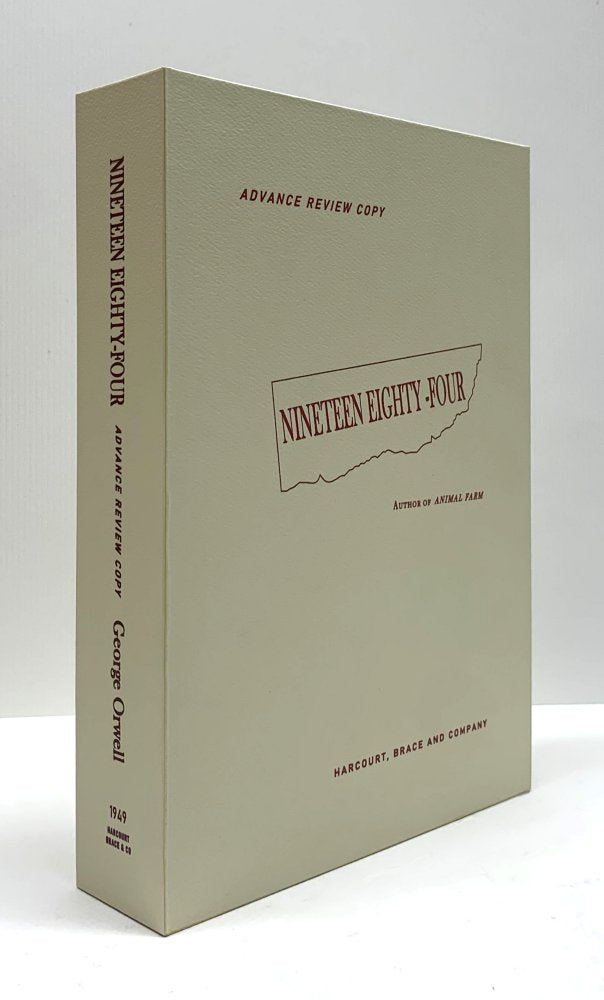 NINETEEN EIGHTY-FOUR
ADVANCE REVIEW COPY
George Orwell
1949
HARCOURT
BRACE & CO
ADVANCE REVIEW COPY
NINETEEN EIGHTY-FOUR
AUTHOR OF ANIMAL FARM
HARCOURT, BRACE AND COMPANY